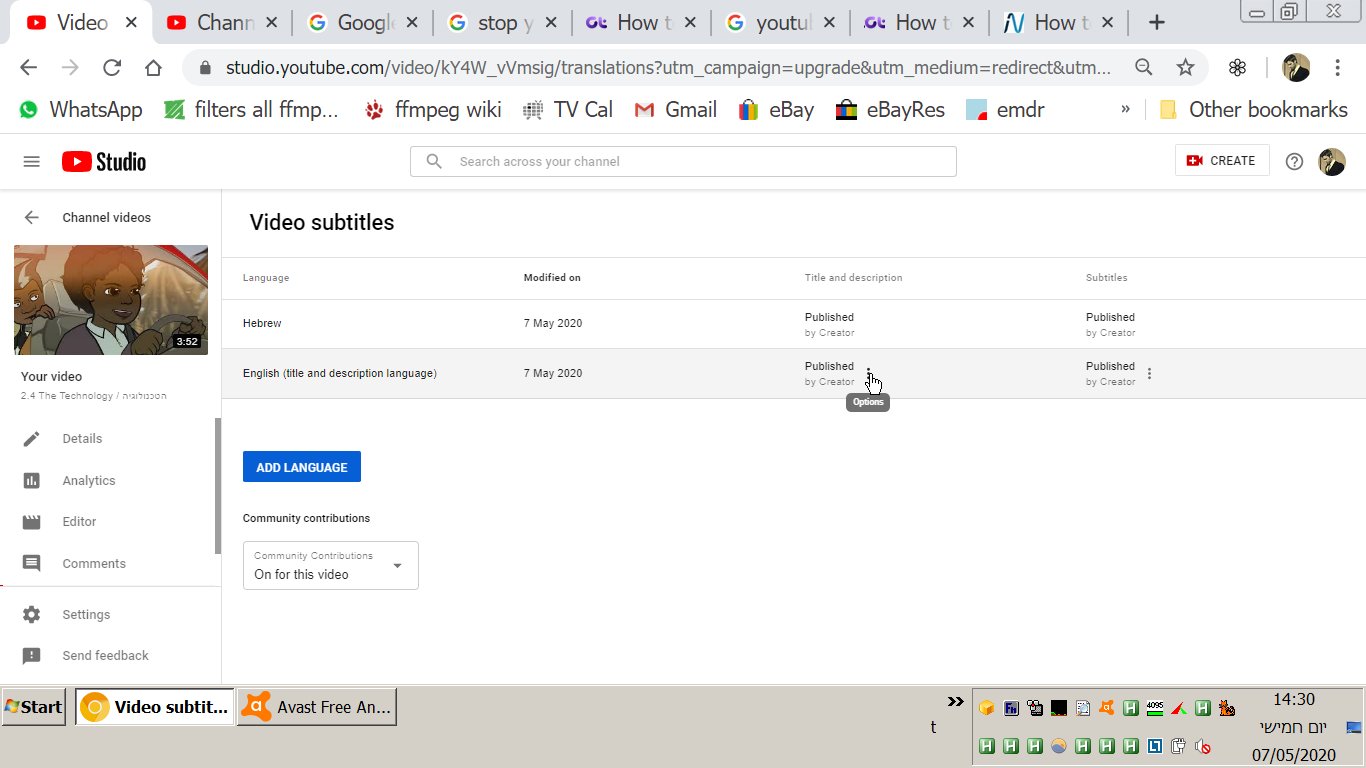 Video
Chann
Google
stop y
How to
youtu
How to
How to
studio.youtube.com/video/kY4W_vVmsig/translations?utm_campaign=upgrade&utm_medium=redirect&utm...
WhatsApp
filters all ffmp...
ffmpeg wiki
TV Cal
Gmail
eBay
eBayRes
emdr
»
Other bookmarks
Studio
Search across your channel
CREATE
Channel videos
3:52
Your video
2.4 The Technology / הטכנולוגיה
Details
Analytics
Editor
Comments
Settings
Send feedback
Video subtitles
Language Modified on Title and description Subtitles
Hebrew 7 May 2020 Published Published
by Creator by Creator
English (title and description language) 7 May 2020 Published Published
by Creator by Creator
Options
ADD LANGUAGE
Community contributions
Community Contributions
On for this video
Start
Video subtit...
Avast Free An...
»
t
4095
14:30
יום חמישי
07/05/2020